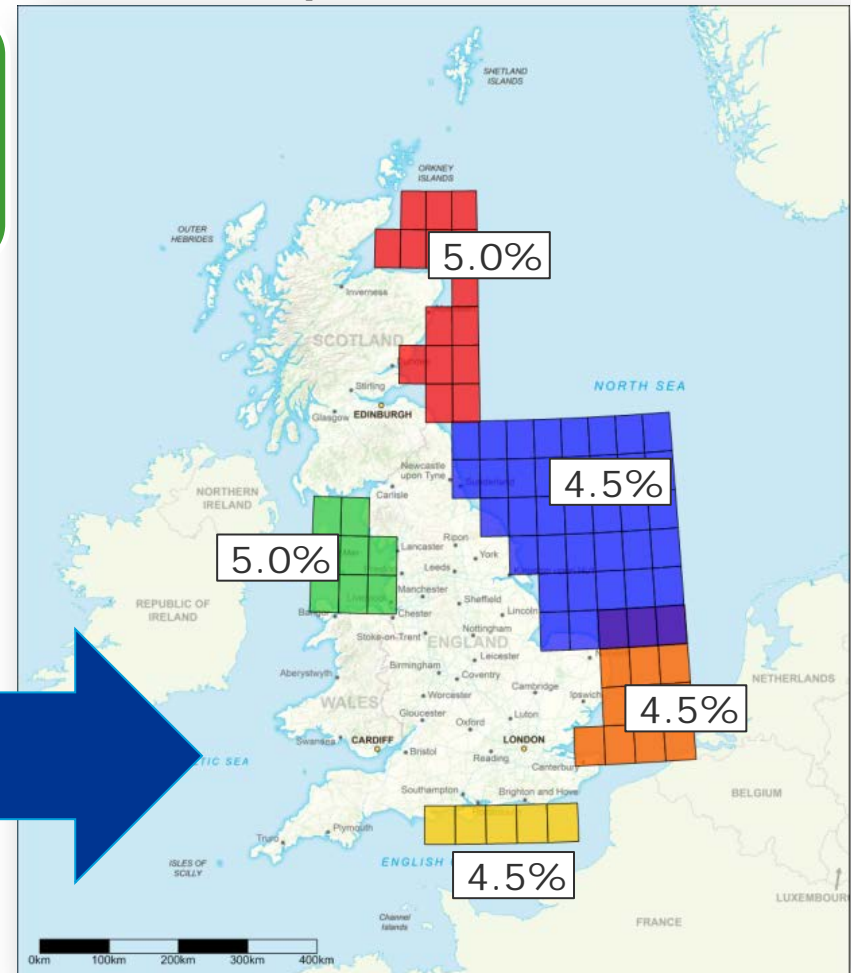 SHETLAND
ISLANDS
ORKNEY
ISLANDS
OUTER
HEBRIDES
5.0%
Inverness
SCOTLAND
Stirling
NORTH SEA
Glasgow
EDINBURGH
Newcastle
upon Tyne
Sunderland
4.5%
Carlisle
NORTHERN
IRELAND
5.0%
Lancaster
Ripon
York
Leeds
REPUBLIC OF
IRELAND
Manchester
Sheffield
Chester
Lincoln
Stoke-on-Trent
Nottingham
ENGLAND
Leicester
Birmingham
Coventry
NETHERLANDS
Aberystwyth
Worcester
Cambridge
Ipswich
WALES
4.5%
Gloucester
Luton
Oxford
Swansea
CARDIFF
LONDON
Bristol
Reading
Canterbury
SEA
Southampton
Brighton and Hove
BELGIUM
Truro
Plymouth
ISLES OF
SCILLY
ENGLISH
4.5%
Channel
Islands
FRANCE
0km
100km
200km
300km
400km